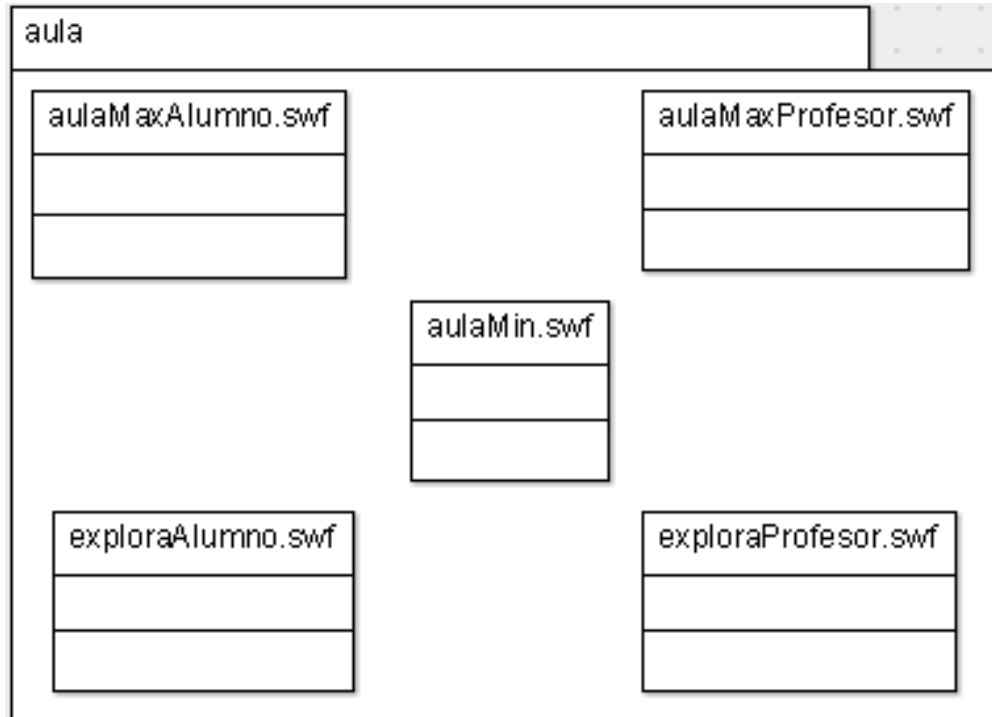 aula
aulaMaxAlumno.swf
aulaMaxProfesor.swf
aulaMin.swf
exploraAlumno.swf
exploraProfesor.swf